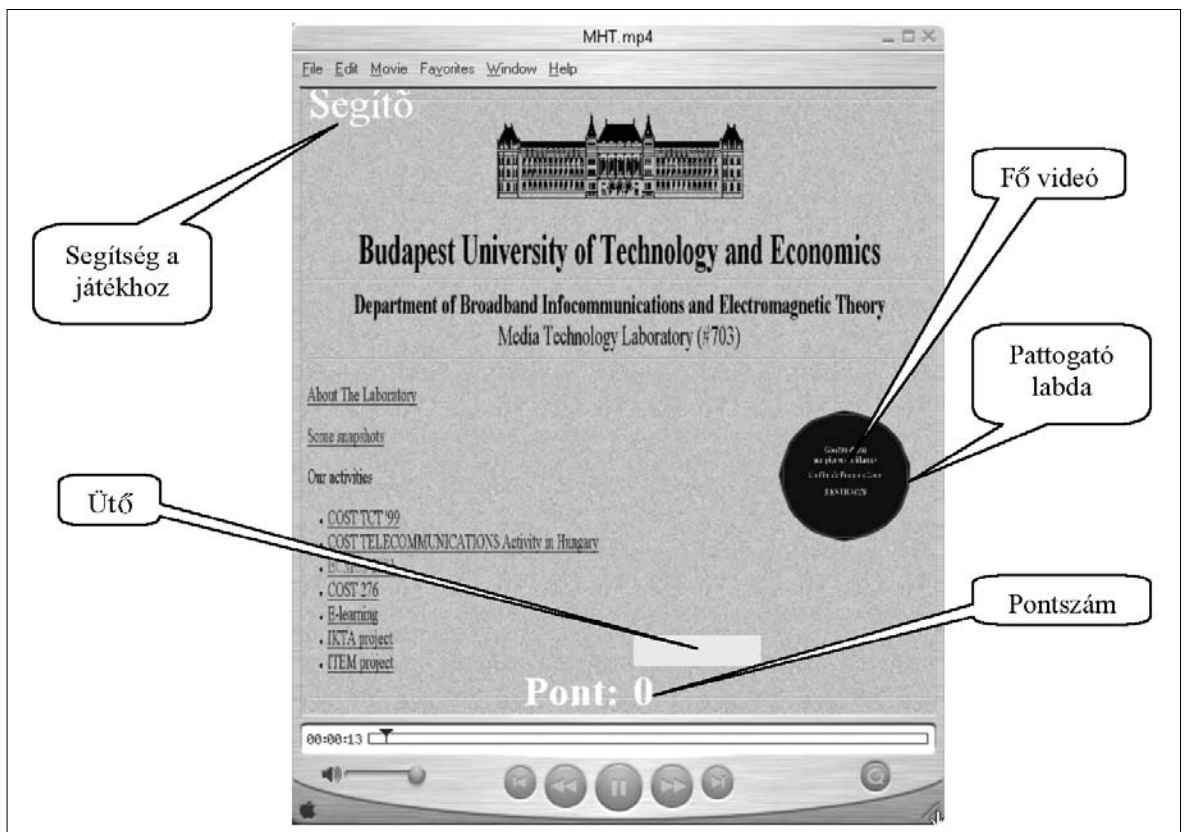 MHT.mp4
File Edit Movie Favorites Window Help
Segítõ
Fő videó
Segítség a
játékhoz
Budapest University of Technology and Economics
Department of Broadband Infocommunications and Electromagnetic Theory
Media Technology Laboratory (#703)
Pattogató
labda
About The Laboratory
Some snapshots
Our activities
Ütő
• COST TCT '99
• COST TELECOMMUNICATIONS Activity in Hungary
• COST 276
• E-learning
• IKTA project
• ITEM project
Pontszám
Pont: 0
00:00:13